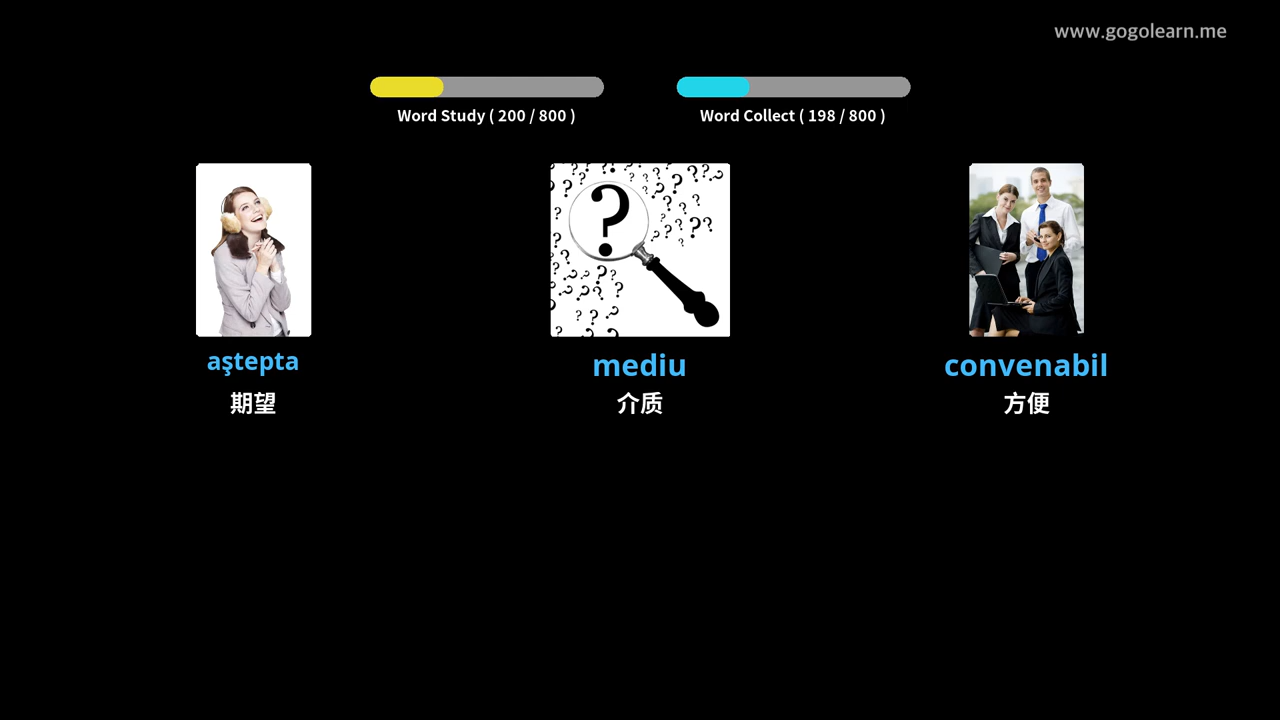 www.gogolearn.me
Word Study ( 200 / 800 )
Word Collect ( 198 / 800 )
aştepta
mediu
convenabil
期望
介质
方便